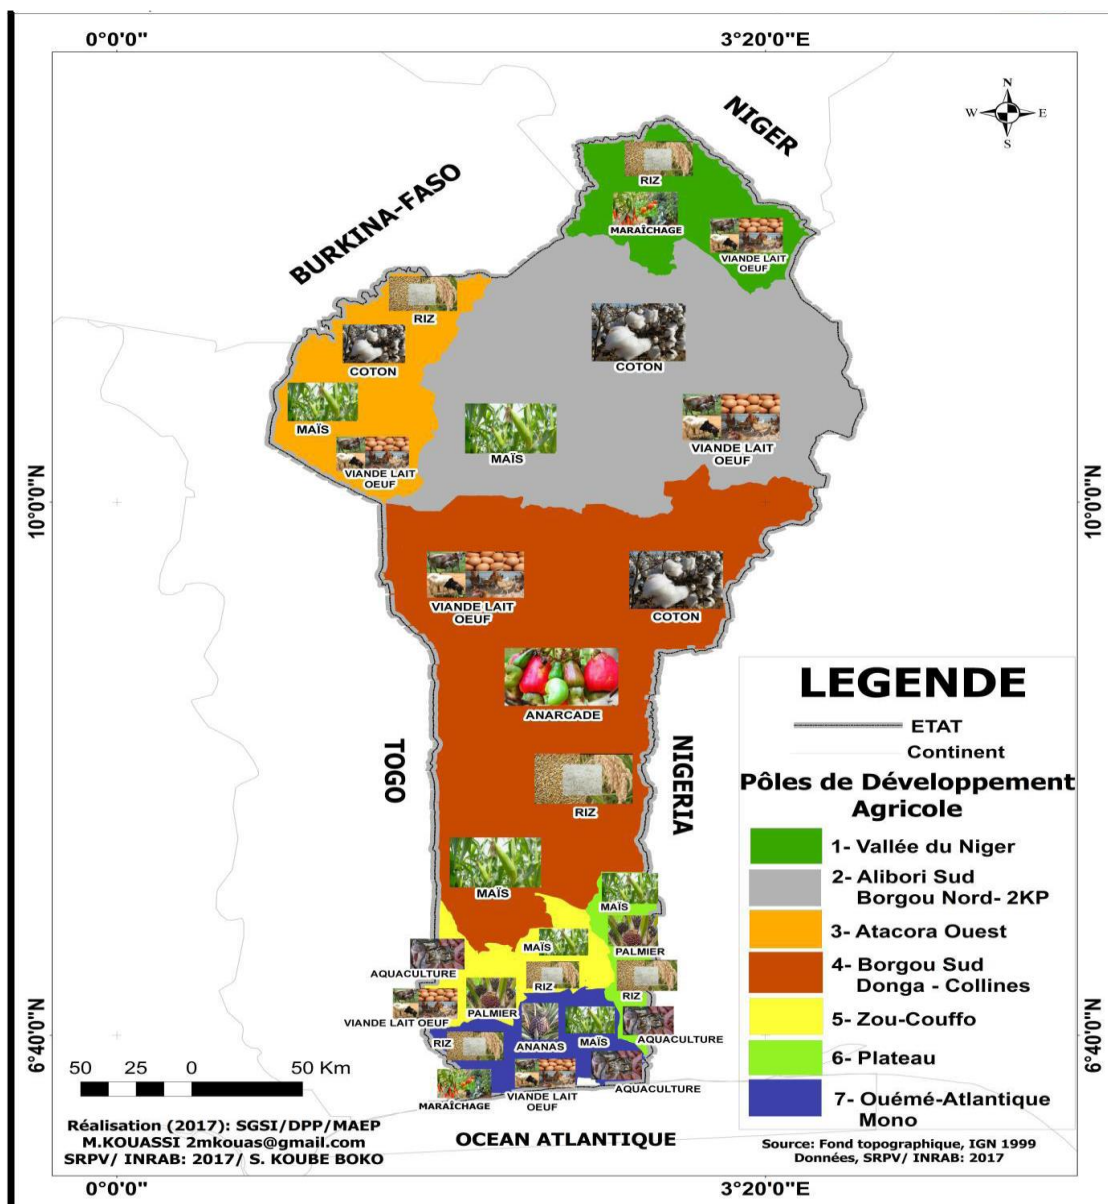 0°0'0"
3°20'0"E
N
W
E
S
NIGER
BURKINA-FASO
RIZ
MARAÎCHAGE
VIANDE LAIT
OEUF
RIZ
COTON
MAÏS
VIANDE LAIT
OEUF
COTON
MAÏS
VIANDE LAIT
OEUF
10°0'0"N
10°0'0"N
VIANDE LAIT
OEUF
COTON
ANARCADE
TOGO
NIGERIA
RIZ
MAÏS
MAÏS
MAÏS
PALMIER
AQUACULTURE
RIZ
RIZ
VIANDE LAIT OEUF
PALMIER
RIZ
ANANAS
MAÏS
AQUACULTURE
AQUACULTURE
MARAÎCHAGE
VIANDE LAIT
OEUF
OCEAN ATLANTIQUE
6°40'0"N
6°40'0"N
LEGENDE
ETAT
Continent
Pôles de Développement
Agricole
1- Vallée du Niger
2- Alibori Sud
Borgou Nord- 2KP
3- Atacora Ouest
4- Borgou Sud
Donga - Collines
5- Zou-Couffo
6- Plateau
7- Ouémé-Atlantique
Mono
50 25 0 50 Km
Réalisation (2017): SGSI/DPP/MAEP
M.KOUASSI 2mkouas@gmail.com
SRPV/ INRAB: 2017/ S. KOUBE BOKO
Source: Fond topographique, IGN 1999
Données, SRPV/ INRAB: 2017
0°0'0"
3°20'0"E